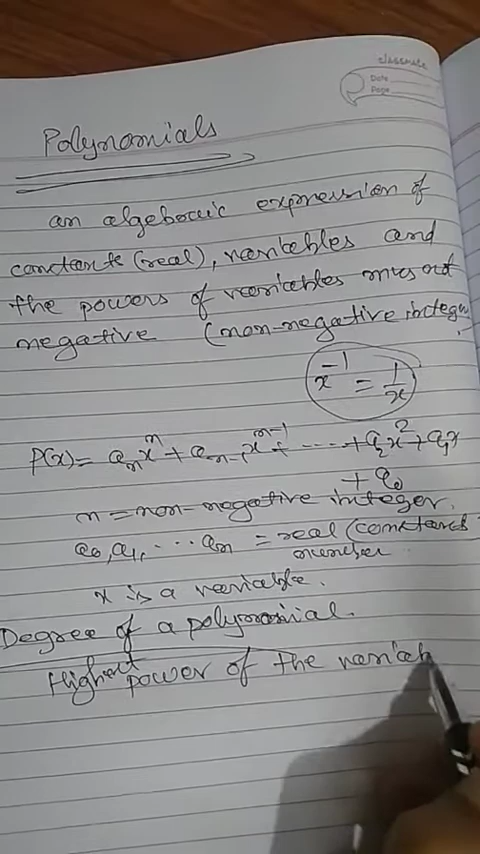 classmate
Date
Page
Polynomials
an algebraic expression of
constants (real), variables and
the powers of variables
negative (non-negative integer
x⁻¹ = 1/x
P(x) = aₙxⁿ + aₙ₋₁xⁿ⁻¹ + ... + a₂x² + a₁x
+ a₀
n = non-negative integer.
a₀, a₁, ... aₙ = real (constants
number
x is a variable.
Degree of a polynomial.
Highest power of the variab